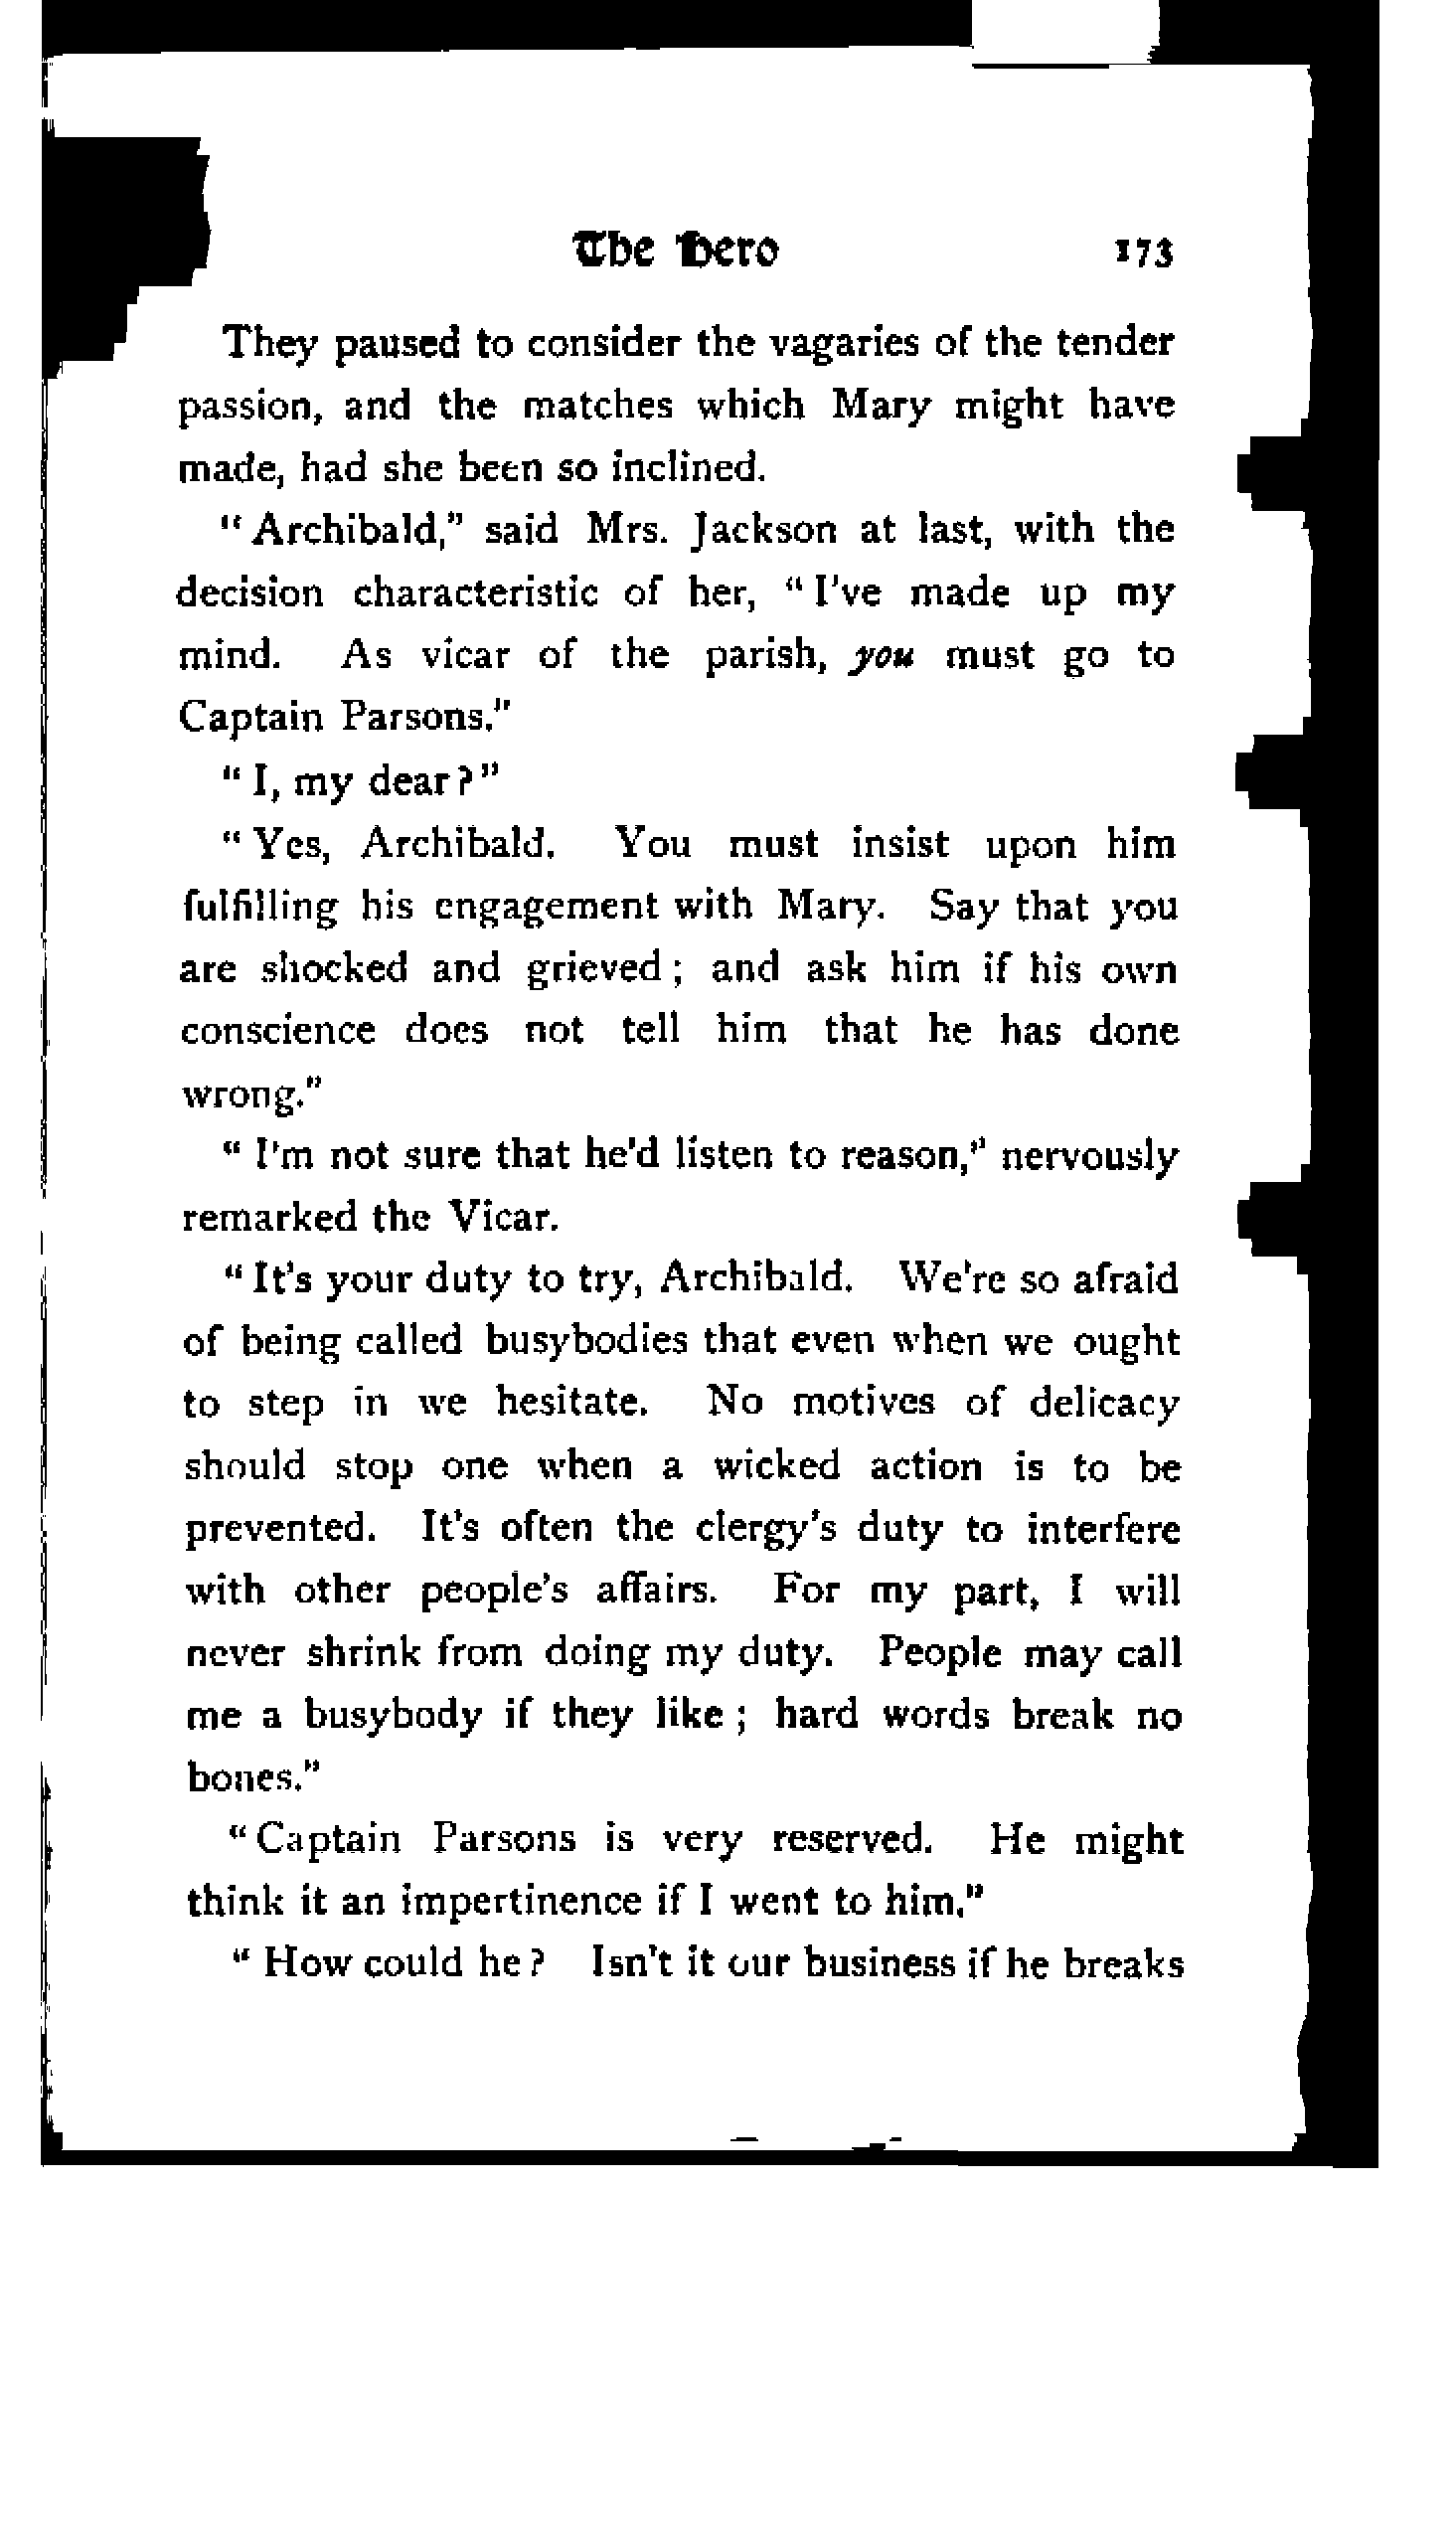 The Hero 173
They paused to consider the vagaries of the tender
passion, and the matches which Mary might have
made, had she been so inclined.
"Archibald," said Mrs. Jackson at last, with the
decision characteristic of her, "I've made up my
mind. As vicar of the parish, you must go to
Captain Parsons."
"I, my dear?"
"Yes, Archibald. You must insist upon him
fulfilling his engagement with Mary. Say that you
are shocked and grieved; and ask him if his own
conscience does not tell him that he has done
wrong."
"I'm not sure that he'd listen to reason," nervously
remarked the Vicar.
"It's your duty to try, Archibald. We're so afraid
of being called busybodies that even when we ought
to step in we hesitate. No motives of delicacy
should stop one when a wicked action is to be
prevented. It's often the clergy's duty to interfere
with other people's affairs. For my part, I will
never shrink from doing my duty. People may call
me a busybody if they like; hard words break no
bones."
"Captain Parsons is very reserved. He might
think it an impertinence if I went to him."
"How could he? Isn't it our business if he breaks